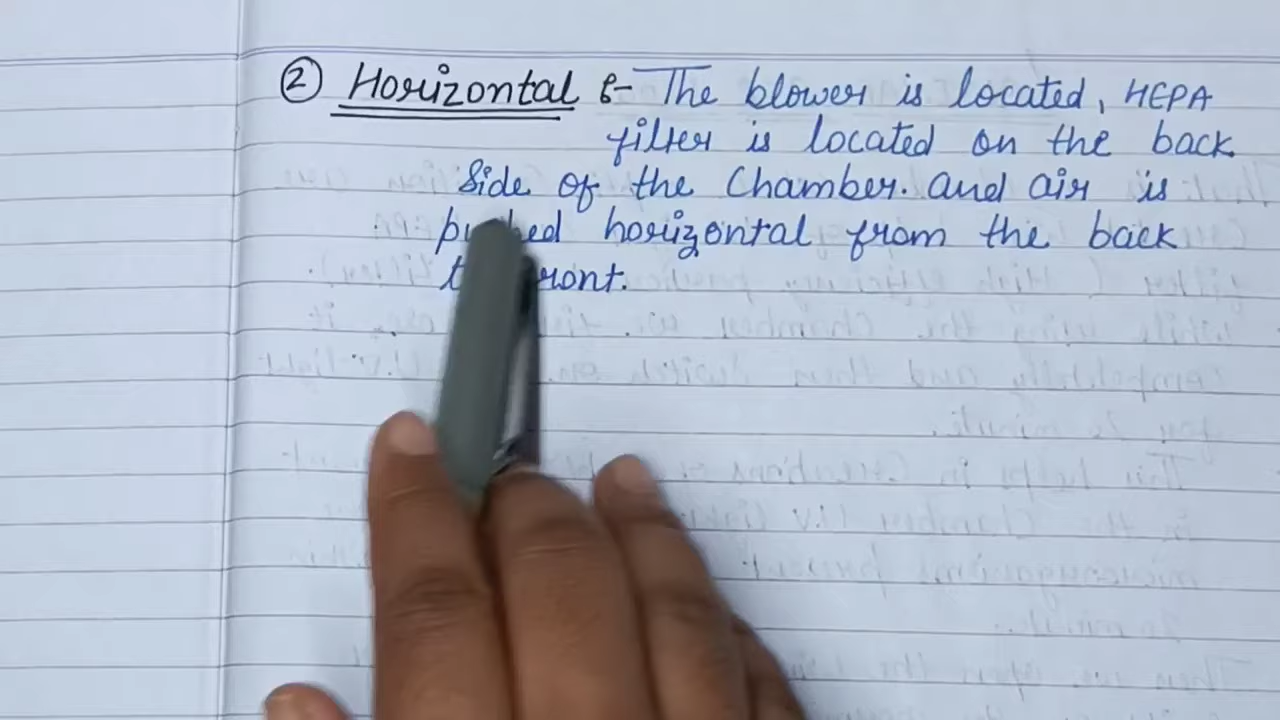 ② Horizontal :- The blower is located, HEPA
filter is located on the back
side of the Chamber. and air is
horizontal from the back